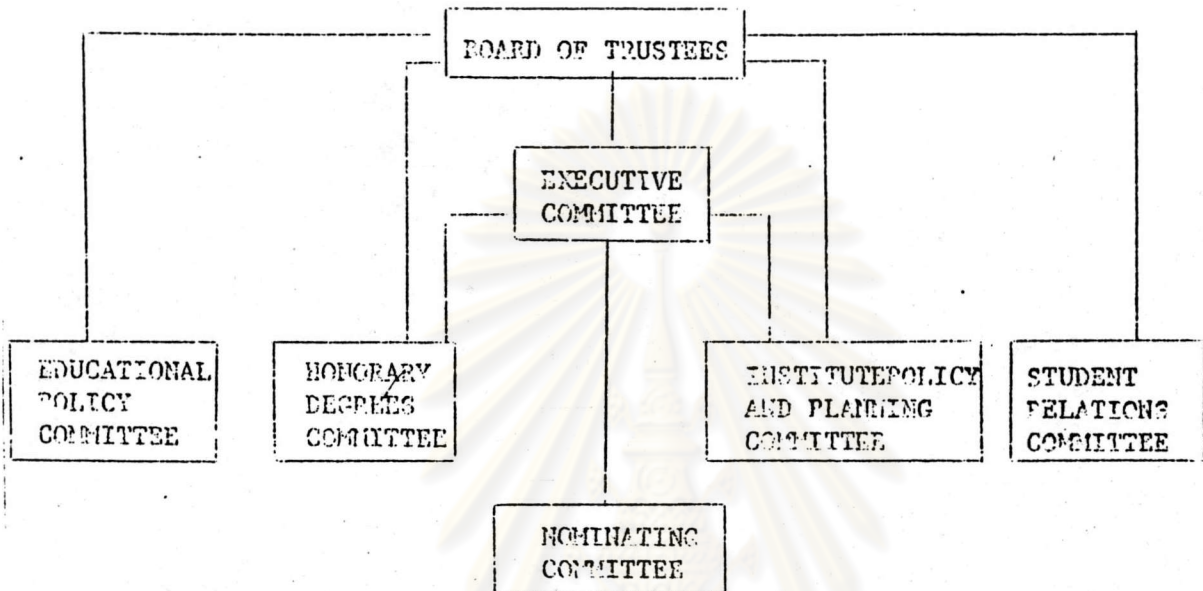 BOARD OF TRUSTEES
EXECUTIVE
COMMITTEE
EDUCATIONAL
POLICY
COMMITTEE
HONORARY
DEGREES
COMMITTEE
INSTITUTEPOLICY
AND PLANNING
COMMITTEE
STUDENT
RELATIONS
COMMITTEE
NOMINATING
COMMITTEE